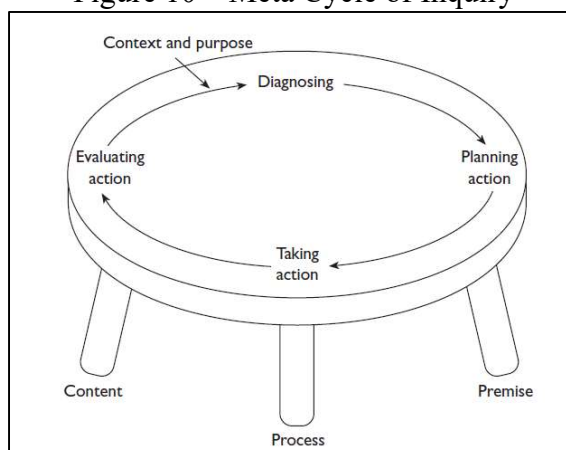 Figure 10 – Meta Cycle of Inquiry
Context and purpose
Diagnosing
Evaluating
action
Planning
action
Taking
action
Content
Process
Premise